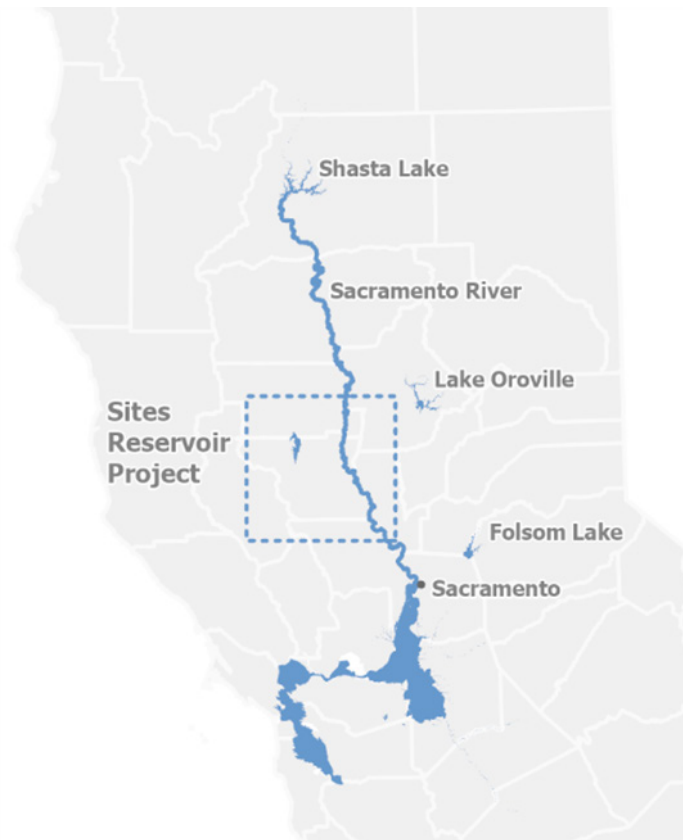 Shasta Lake
Sacramento River
Lake Oroville
Sites
Reservoir
Project
Folsom Lake
Sacramento